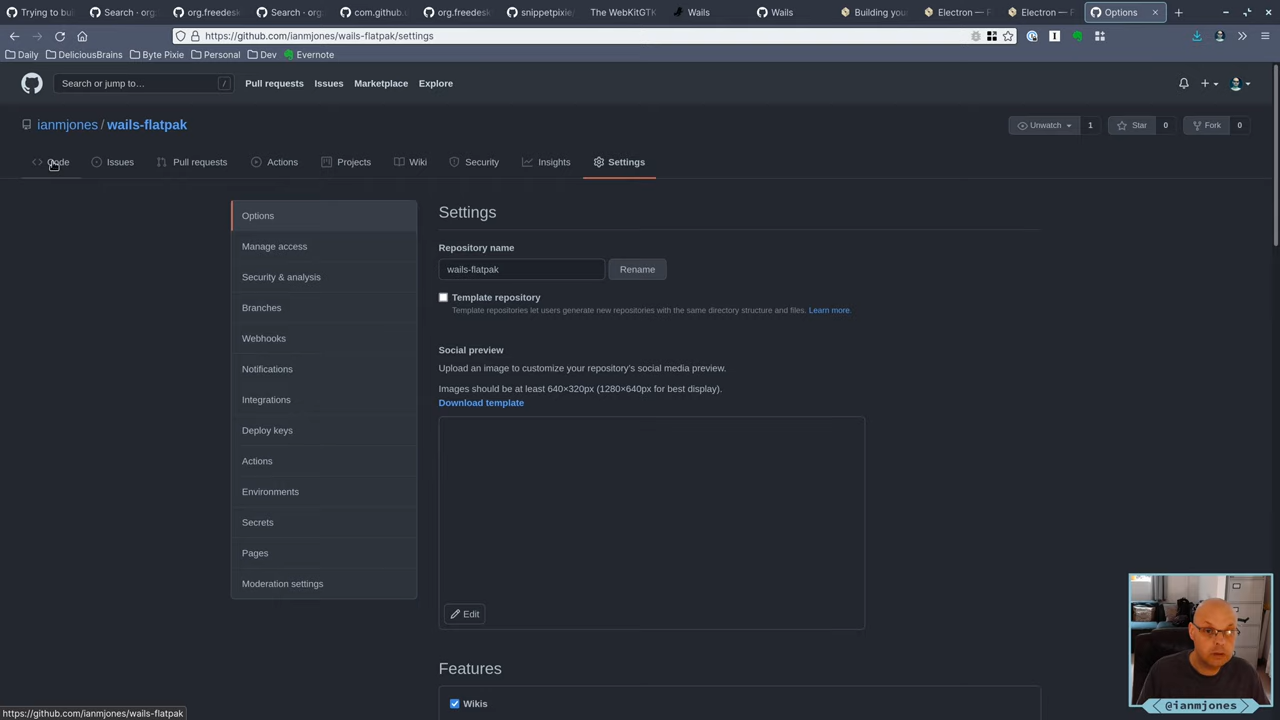 Trying to bu
Search · org
org.freedesk
Search · org
com.github.
org.freedesk
snippetpixie/
The WebKitGTK
Wails
Wails
Building your
Electron — F
Electron — F
Options
https://github.com/ianmjones/wails-flatpak/settings
Daily
DeliciousBrains
Byte Pixie
Personal
Dev
Evernote
Search or jump to…
/
Pull requests
Issues
Marketplace
Explore
ianmjones / wails-flatpak
Unwatch
1
Star
0
Fork
0
Code
Issues
Pull requests
Actions
Projects
Wiki
Security
Insights
Settings
Options
Manage access
Security & analysis
Branches
Webhooks
Notifications
Integrations
Deploy keys
Actions
Environments
Secrets
Pages
Moderation settings
Settings
Repository name
wails-flatpak
Rename
Template repository
Template repositories let users generate new repositories with the same directory structure and files. Learn more.
Social preview
Upload an image to customize your repository's social media preview.
Images should be at least 640×320px (1280×640px for best display).
Download template
Edit
Features
Wikis
https://github.com/ianmjones/wails-flatpak
@ianmjones